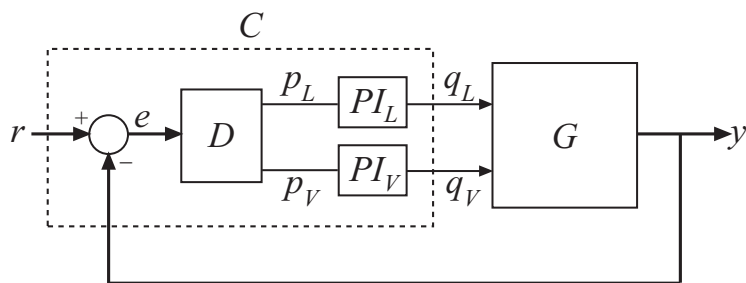 C
p_L PI_L q_L
r + e D G y
−
p_V PI_V q_V